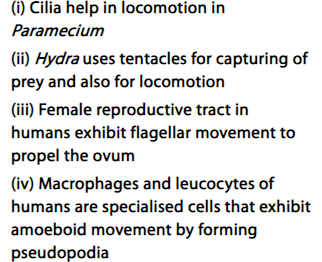 (i) Cilia help in locomotion in
Paramecium
(ii) Hydra uses tentacles for capturing of
prey and also for locomotion
(iii) Female reproductive tract in
humans exhibit flagellar movement to
propel the ovum
(iv) Macrophages and leucocytes of
humans are specialised cells that exhibit
amoeboid movement by forming
pseudopodia